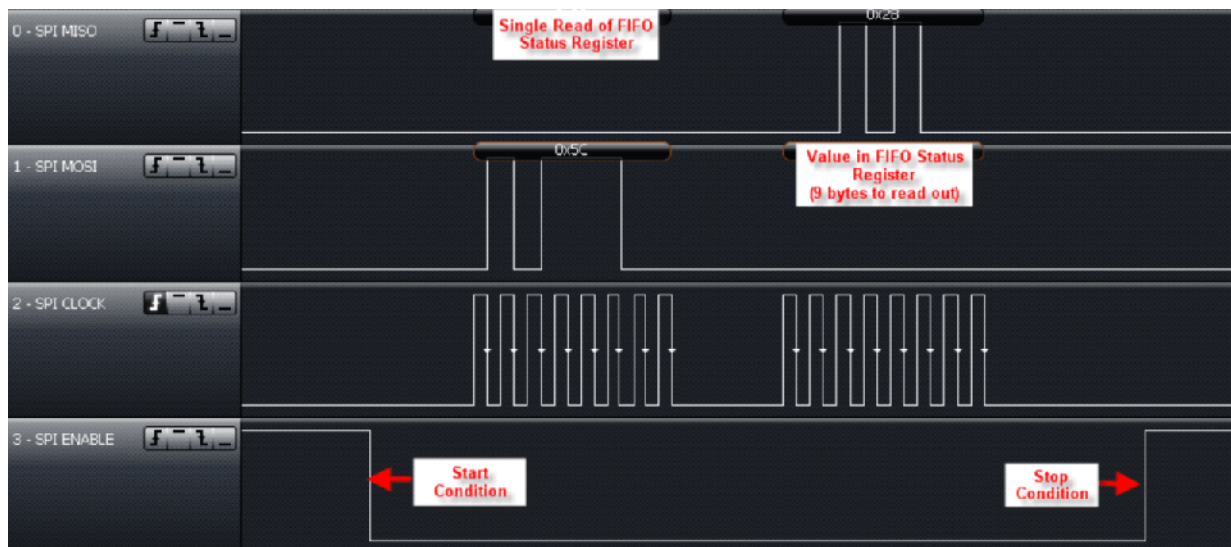 0 - SPI MISO
Single Read of FIFO
Status Register
0x28
1 - SPI MOSI
0x5C
Value in FIFO Status
Register
(9 bytes to read out)
2 - SPI CLOCK
3 - SPI ENABLE
Start
Condition
Stop
Condition